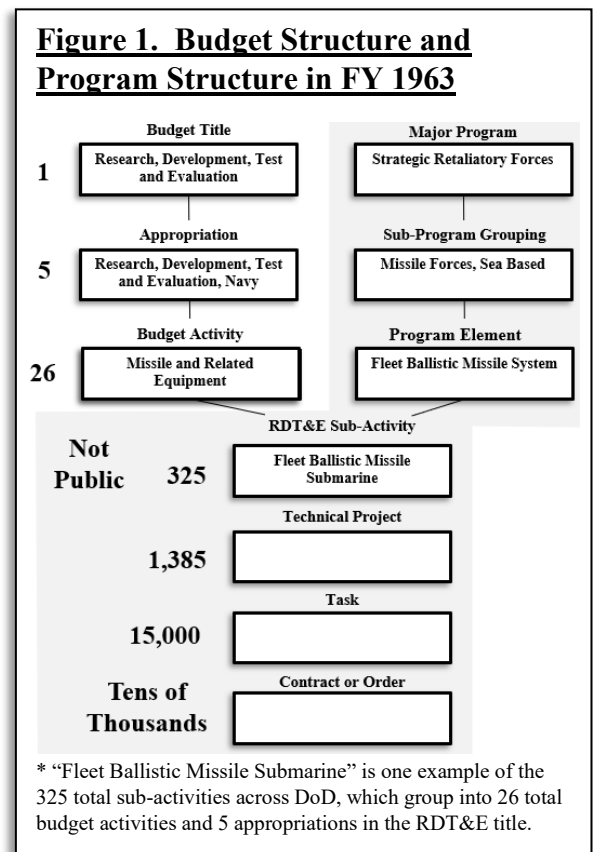 Figure 1.  Budget Structure and
Program Structure in FY 1963
Budget Title
Major Program
1
Research, Development, Test
and Evaluation
Strategic Retaliatory Forces
Appropriation
Sub-Program Grouping
5
Research, Development, Test
and Evaluation, Navy
Missile Forces, Sea Based
Budget Activity
Program Element
26
Missile and Related
Equipment
Fleet Ballistic Missile System
RDT&E Sub-Activity
Not
Public
325
Fleet Ballistic Missile
Submarine
Technical Project
1,385
Task
15,000
Contract or Order
Tens of
Thousands
* “Fleet Ballistic Missile Submarine” is one example of the
325 total sub-activities across DoD, which group into 26 total
budget activities and 5 appropriations in the RDT&E title.